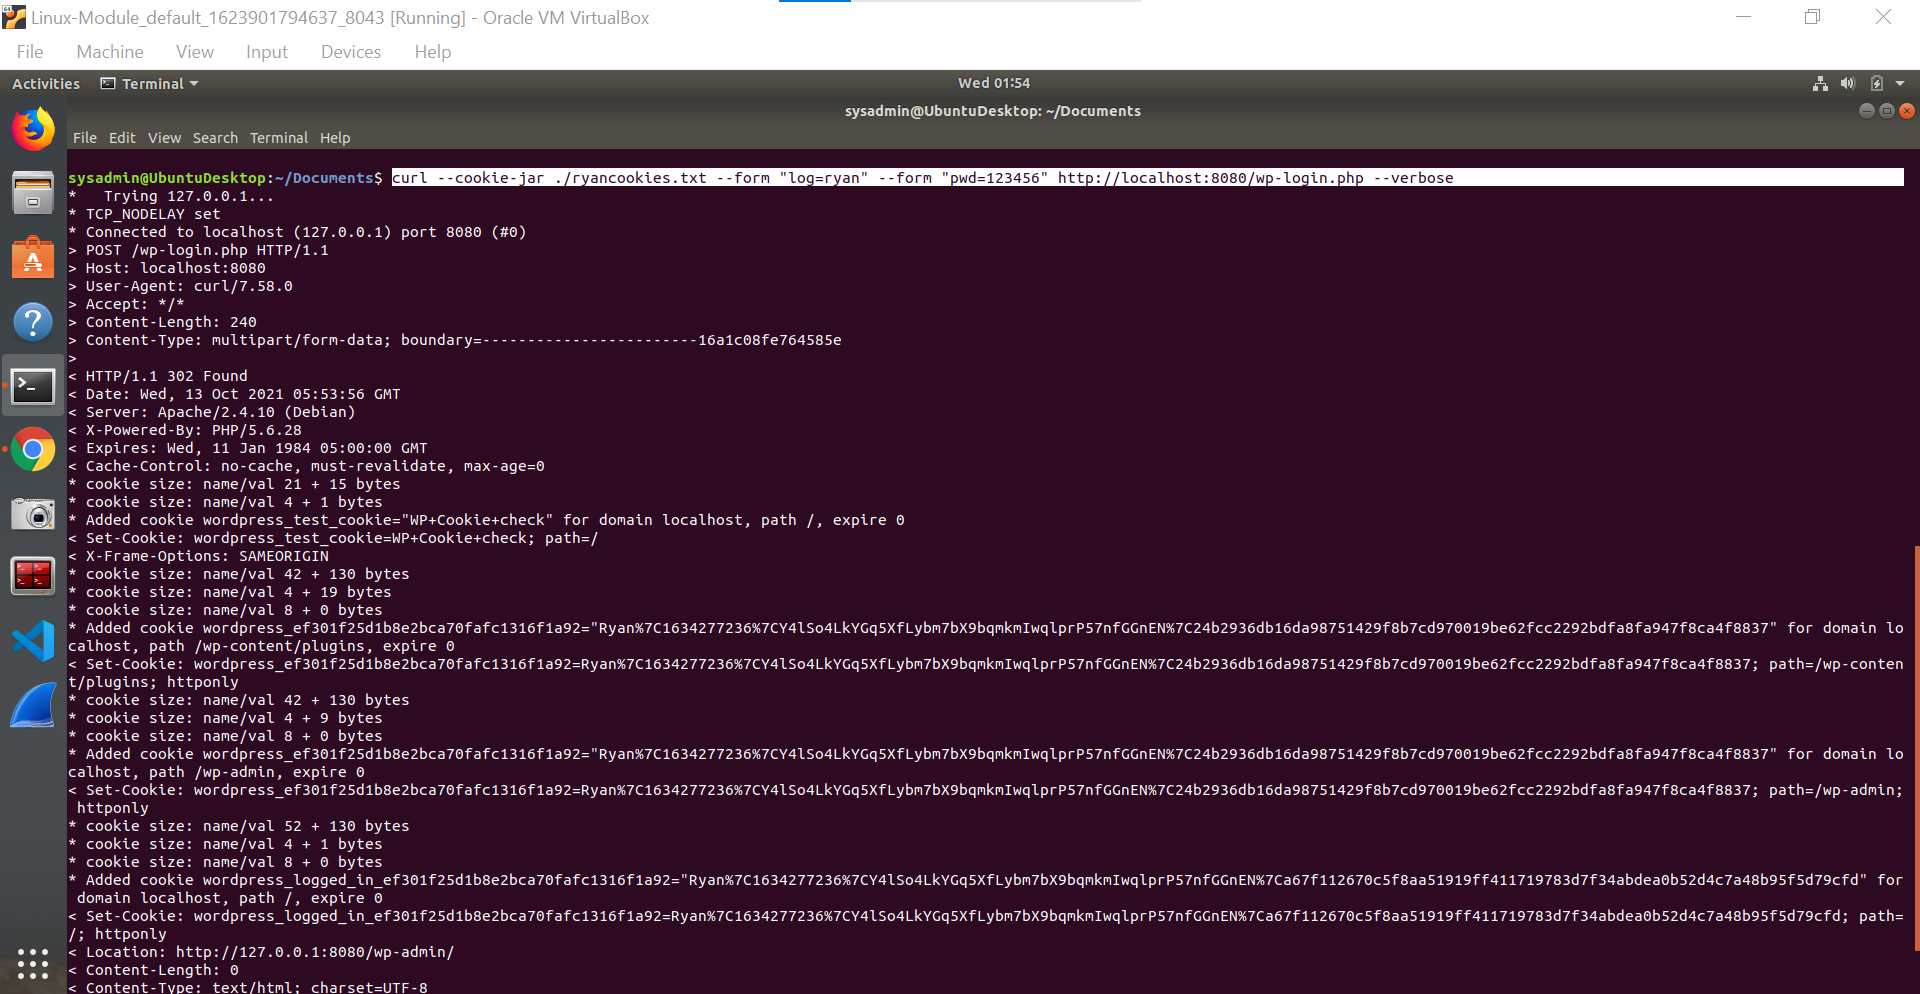 Linux-Module_default_1623901794637_8043 [Running] - Oracle VM VirtualBox
File Machine View Input Devices Help
Activities Terminal Wed 01:54
sysadmin@UbuntuDesktop: ~/Documents
File Edit View Search Terminal Help
sysadmin@UbuntuDesktop:~/Documents$ curl --cookie-jar ./ryancookies.txt --form "log=ryan" --form "pwd=123456" http://localhost:8080/wp-login.php --verbose
*   Trying 127.0.0.1...
* TCP_NODELAY set
* Connected to localhost (127.0.0.1) port 8080 (#0)
> POST /wp-login.php HTTP/1.1
> Host: localhost:8080
> User-Agent: curl/7.58.0
> Accept: */*
> Content-Length: 240
> Content-Type: multipart/form-data; boundary=------------------------16a1c08fe764585e
>
< HTTP/1.1 302 Found
< Date: Wed, 13 Oct 2021 05:53:56 GMT
< Server: Apache/2.4.10 (Debian)
< X-Powered-By: PHP/5.6.28
< Expires: Wed, 11 Jan 1984 05:00:00 GMT
< Cache-Control: no-cache, must-revalidate, max-age=0
* cookie size: name/val 21 + 15 bytes
* cookie size: name/val 4 + 1 bytes
* Added cookie wordpress_test_cookie="WP+Cookie+check" for domain localhost, path /, expire 0
< Set-Cookie: wordpress_test_cookie=WP+Cookie+check; path=/
< X-Frame-Options: SAMEORIGIN
* cookie size: name/val 42 + 130 bytes
* cookie size: name/val 4 + 19 bytes
* cookie size: name/val 8 + 0 bytes
* Added cookie wordpress_ef301f25d1b8e2bca70fafc1316f1a92="Ryan%7C1634277236%7CY4lSo4LkYGq5XfLybm7bX9bqmkmIwqlprP57nfGGnEN%7C24b2936db16da98751429f8b7cd970019be62fcc2292bdfa8fa947f8ca4f8837" for domain lo
calhost, path /wp-content/plugins, expire 0
< Set-Cookie: wordpress_ef301f25d1b8e2bca70fafc1316f1a92=Ryan%7C1634277236%7CY4lSo4LkYGq5XfLybm7bX9bqmkmIwqlprP57nfGGnEN%7C24b2936db16da98751429f8b7cd970019be62fcc2292bdfa8fa947f8ca4f8837; path=/wp-conten
t/plugins; httponly
* cookie size: name/val 42 + 130 bytes
* cookie size: name/val 4 + 9 bytes
* cookie size: name/val 8 + 0 bytes
* Added cookie wordpress_ef301f25d1b8e2bca70fafc1316f1a92="Ryan%7C1634277236%7CY4lSo4LkYGq5XfLybm7bX9bqmkmIwqlprP57nfGGnEN%7C24b2936db16da98751429f8b7cd970019be62fcc2292bdfa8fa947f8ca4f8837" for domain lo
calhost, path /wp-admin, expire 0
< Set-Cookie: wordpress_ef301f25d1b8e2bca70fafc1316f1a92=Ryan%7C1634277236%7CY4lSo4LkYGq5XfLybm7bX9bqmkmIwqlprP57nfGGnEN%7C24b2936db16da98751429f8b7cd970019be62fcc2292bdfa8fa947f8ca4f8837; path=/wp-admin;
 httponly
* cookie size: name/val 52 + 130 bytes
* cookie size: name/val 4 + 1 bytes
* cookie size: name/val 8 + 0 bytes
* Added cookie wordpress_logged_in_ef301f25d1b8e2bca70fafc1316f1a92="Ryan%7C1634277236%7CY4lSo4LkYGq5XfLybm7bX9bqmkmIwqlprP57nfGGnEN%7Ca67f112670c5f8aa51919ff411719783d7f34abdea0b52d4c7a48b95f5d79cfd" for
 domain localhost, path /, expire 0
< Set-Cookie: wordpress_logged_in_ef301f25d1b8e2bca70fafc1316f1a92=Ryan%7C1634277236%7CY4lSo4LkYGq5XfLybm7bX9bqmkmIwqlprP57nfGGnEN%7Ca67f112670c5f8aa51919ff411719783d7f34abdea0b52d4c7a48b95f5d79cfd; path=
/; httponly
< Location: http://127.0.0.1:8080/wp-admin/
< Content-Length: 0
< Content-Type: text/html; charset=UTF-8